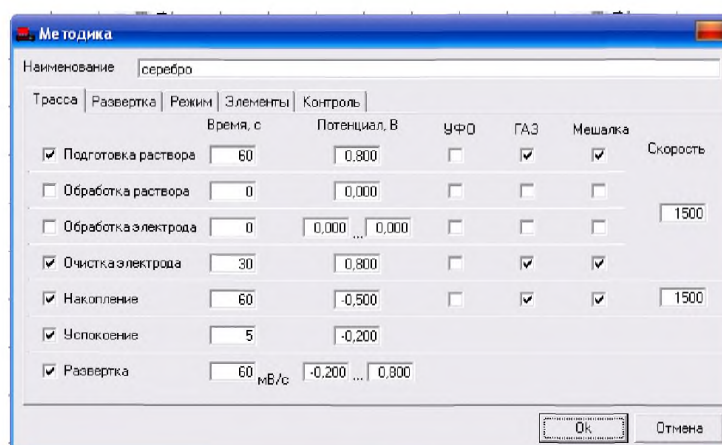 Методика
Наименование серебро
Трасса Развертка Режим Элементы Контроль
Время, с Потенциал, В УФО ГАЗ Мешалка
Скорость
Подготовка раствора 60 0.800
Обработка раствора 0 0,000
1500
Обработка электрода 0 0,000 ... 0,000
Очистка электрода 30 0,800
Накопление 60 -0,500 1500
Успокоение 5 -0,200
Развертка 60 мВ/с -0,200 ... 0,800
Ok Отмена